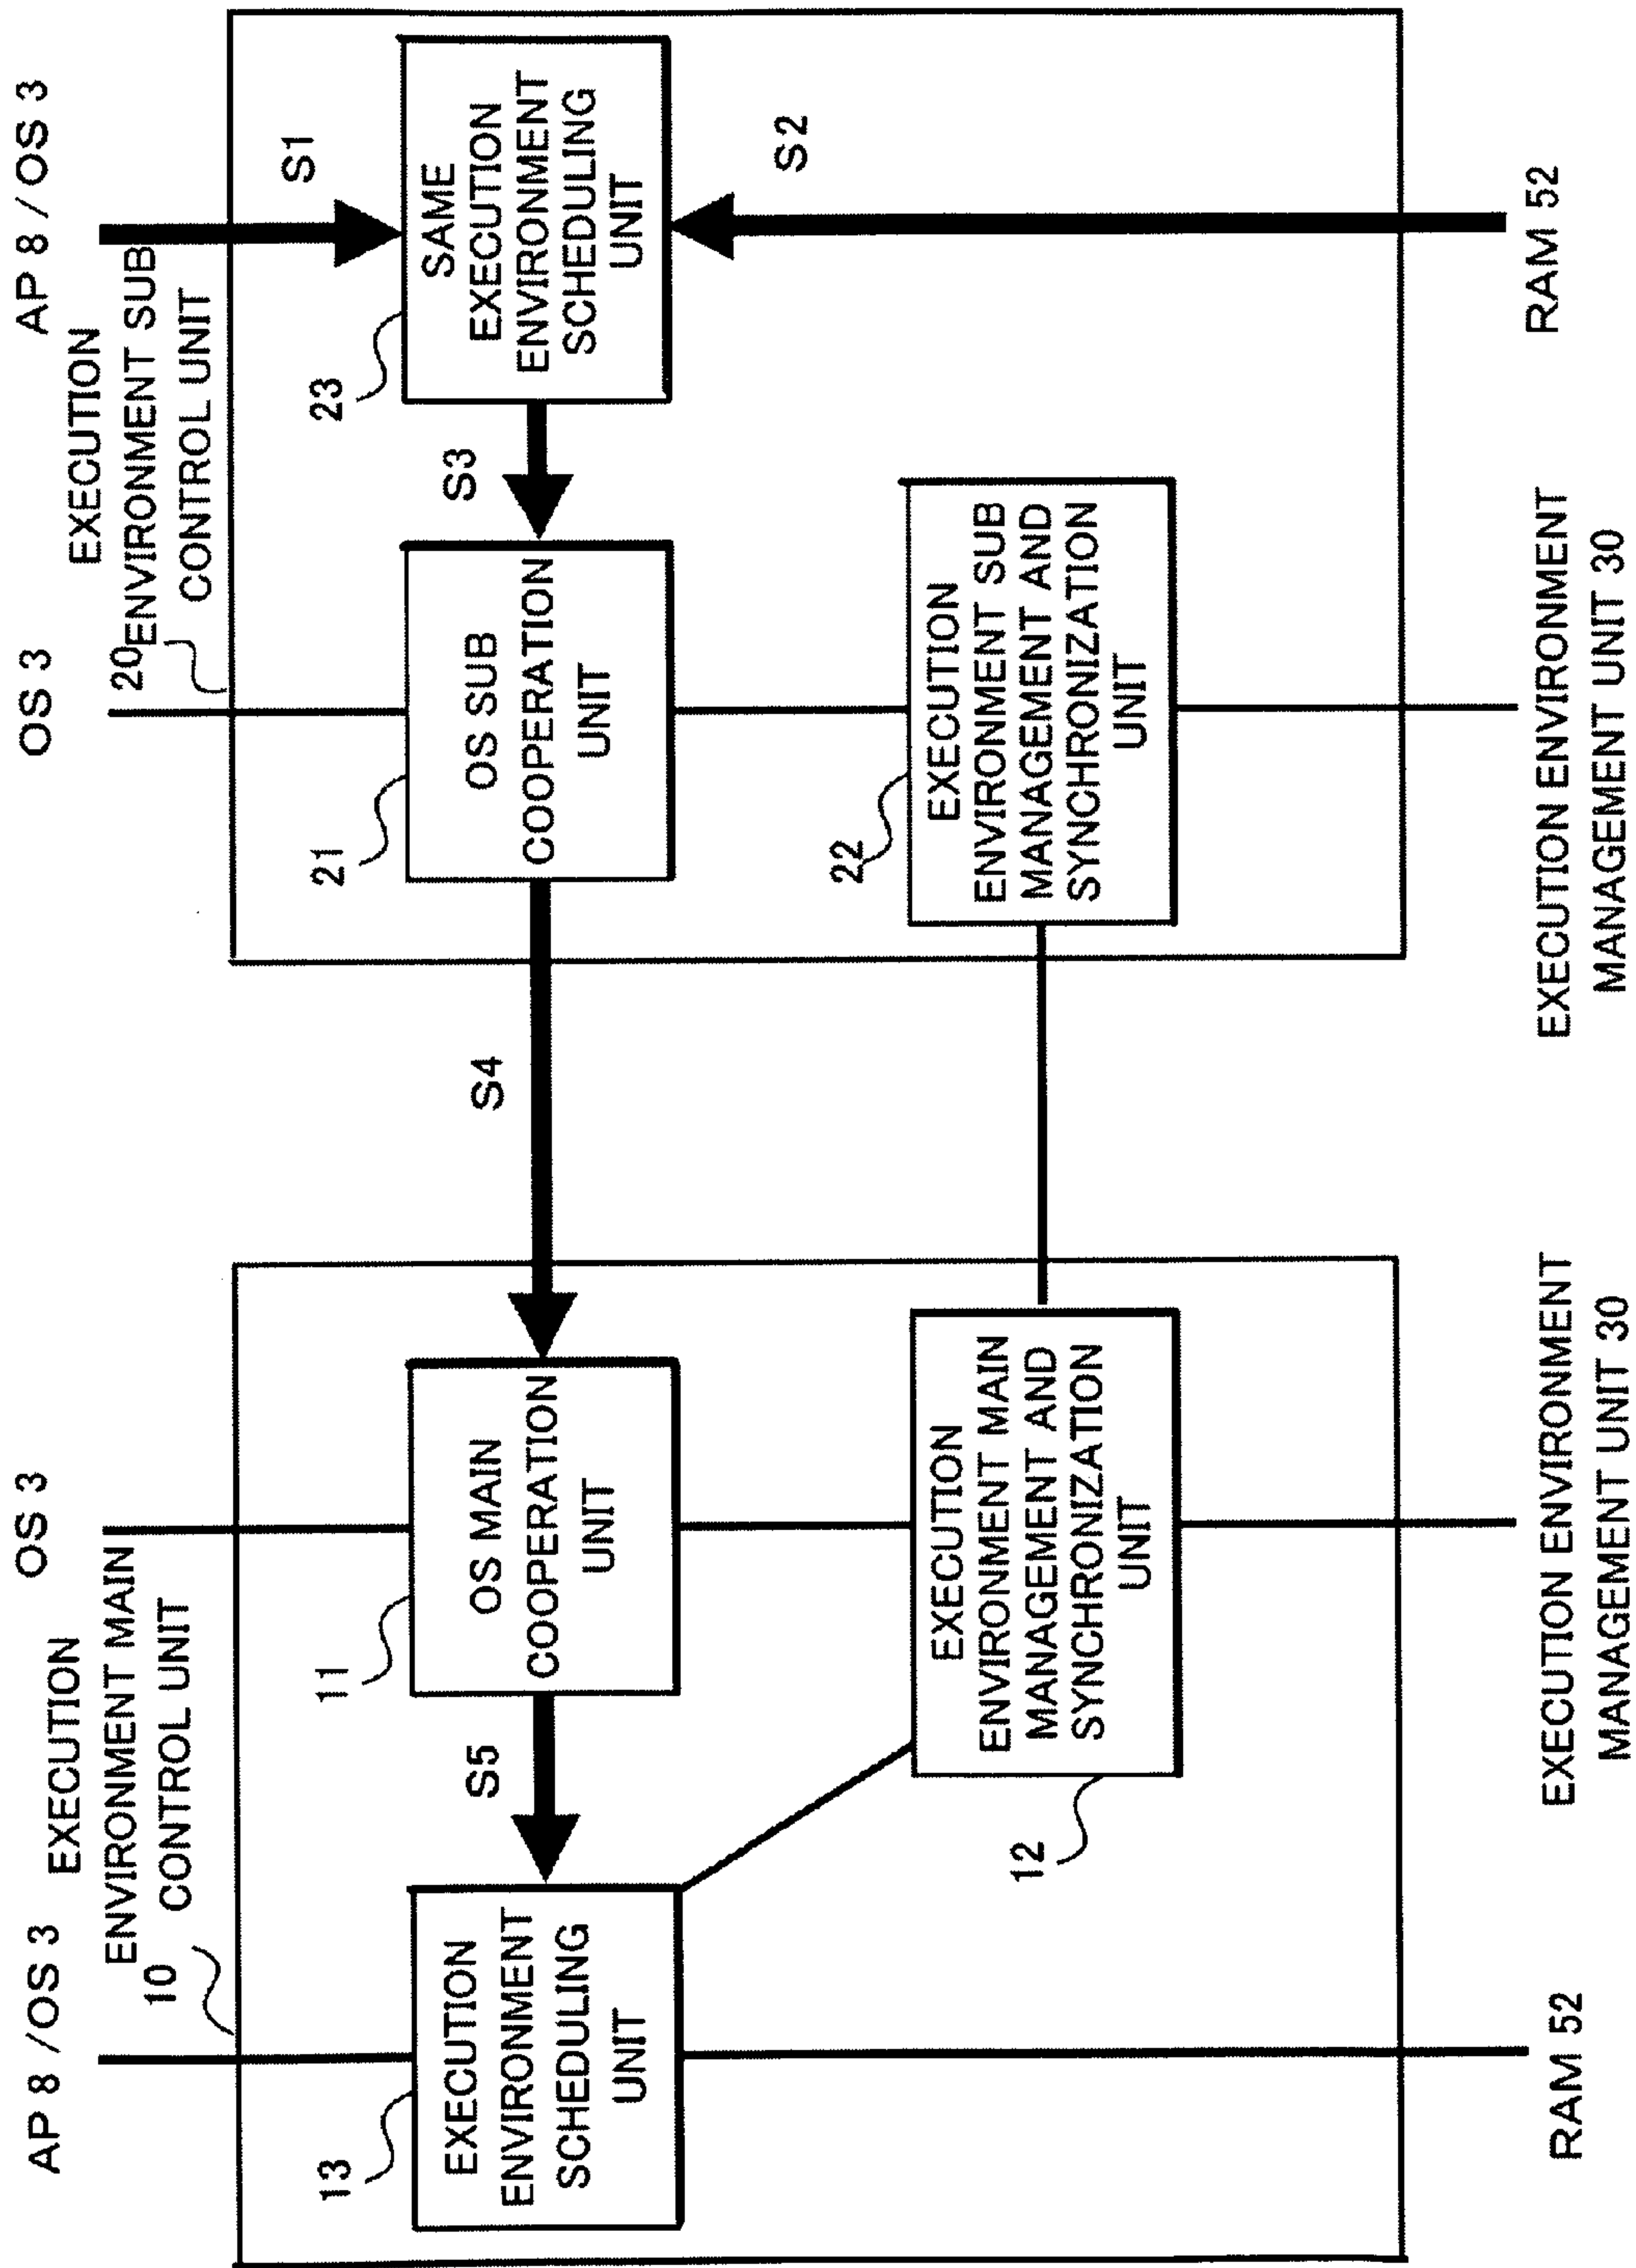 AP 8 / OS 3
EXECUTION
ENVIRONMENT MAIN
CONTROL UNIT
10
OS 3
OS 3
20
EXECUTION
ENVIRONMENT SUB
CONTROL UNIT
AP 8 / OS 3
S1
13
EXECUTION
ENVIRONMENT
SCHEDULING
UNIT
S5
11
OS MAIN
COOPERATION
UNIT
S4
21
OS SUB
COOPERATION
UNIT
S3
23
SAME
EXECUTION
ENVIRONMENT
SCHEDULING
UNIT
S2
12
EXECUTION
ENVIRONMENT MAIN
MANAGEMENT AND
SYNCHRONIZATION
UNIT
22
EXECUTION
ENVIRONMENT SUB
MANAGEMENT AND
SYNCHRONIZATION
UNIT
RAM 52
EXECUTION ENVIRONMENT
MANAGEMENT UNIT 30
EXECUTION ENVIRONMENT
MANAGEMENT UNIT 30
RAM 52